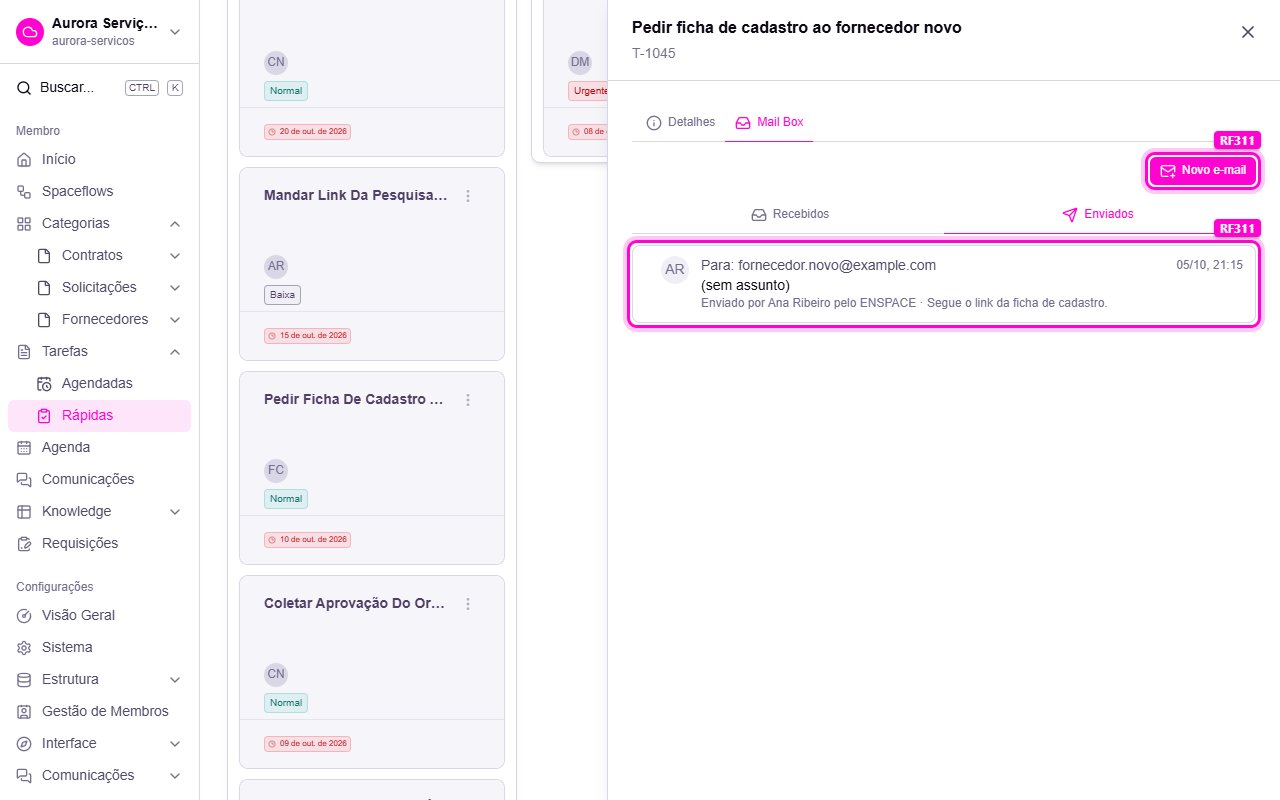 Aurora Serviç...
aurora-servicos
Buscar...
CTRL
K
Membro
Início
Spaceflows
Categorias
Contratos
Solicitações
Fornecedores
Tarefas
Agendadas
Rápidas
Agenda
Comunicações
Knowledge
Requisições
Configurações
Visão Geral
Sistema
Estrutura
Gestão de Membros
Interface
Comunicações
CN
Normal
20 de out. de 2026
Mandar Link Da Pesquisa...
AR
Baixa
15 de out. de 2026
Pedir Ficha De Cadastro ...
FC
Normal
10 de out. de 2026
Coletar Aprovação Do Or...
CN
Normal
09 de out. de 2026
DM
Urgente
08 de
Pedir ficha de cadastro ao fornecedor novo
T-1045
Detalhes
Mail Box
RF311
Novo e-mail
Recebidos
Enviados
RF311
AR
Para: fornecedor.novo@example.com
05/10, 21:15
(sem assunto)
Enviado por Ana Ribeiro pelo ENSPACE · Segue o link da ficha de cadastro.